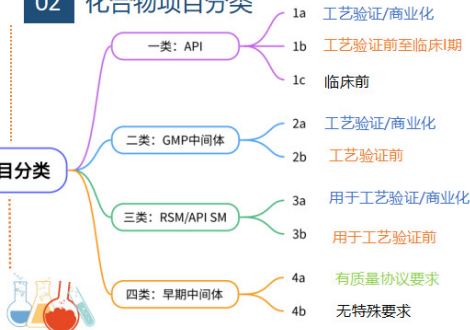 02 化合物项目分类
目分类
一类：API
1a 工艺验证/商业化
1b 工艺验证前至临床I期
1c 临床前
二类：GMP中间体
2a 工艺验证/商业化
2b 工艺验证前
三类：RSM/API SM
3a 用于工艺验证/商业化
3b 用于工艺验证前
四类：早期中间体
4a 有质量协议要求
4b 无特殊要求